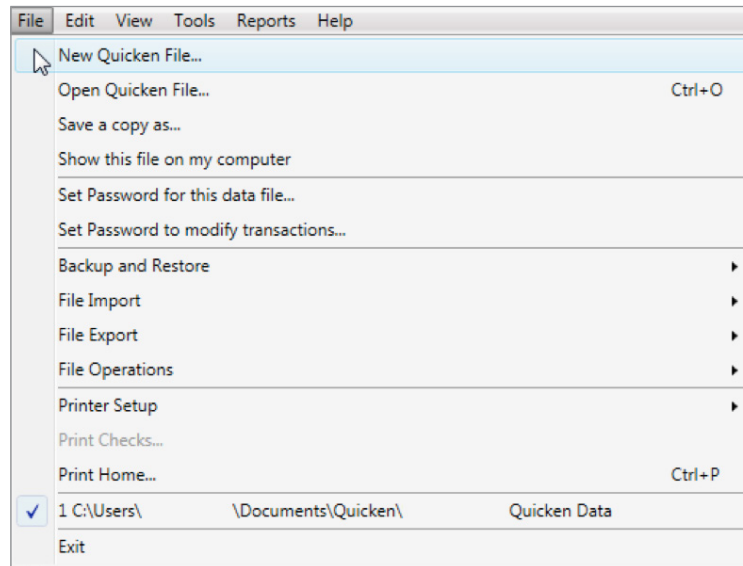 File Edit View Tools Reports Help
New Quicken File...
Open Quicken File... Ctrl+O
Save a copy as...
Show this file on my computer
Set Password for this data file...
Set Password to modify transactions...
Backup and Restore
File Import
File Export
File Operations
Printer Setup
Print Checks...
Print Home... Ctrl+P
1 C:\Users\ \Documents\Quicken\ Quicken Data
Exit